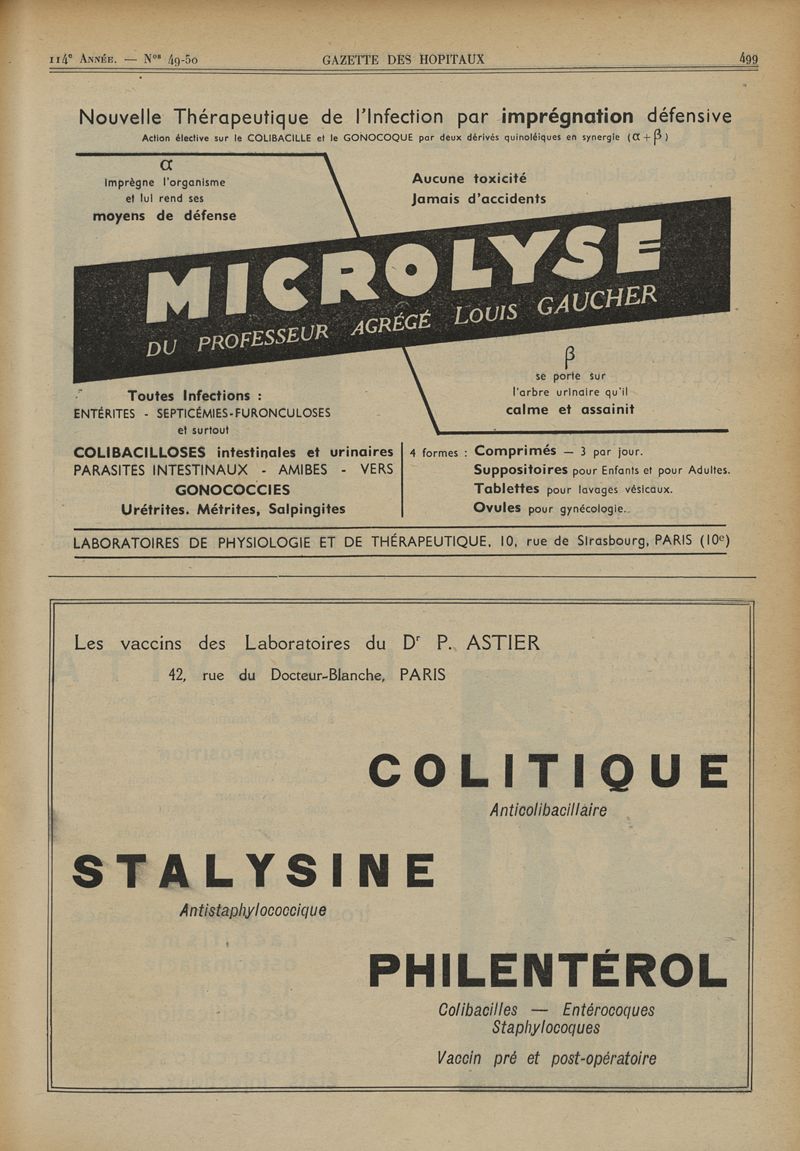 114e ANNÉE. — Nos 49-50
GAZETTE DES HOPITAUX
499
Nouvelle Thérapeutique de l'Infection par imprégnation défensive
Action élective sur le COLIBACILLE et le GONOCOQUE par deux dérivés quinoléiques en synergie (α + β)
α
Imprègne l'organisme
et lui rend ses
moyens de défense
Aucune toxicité
Jamais d'accidents
MICROLYSE
DU PROFESSEUR AGRÉGÉ LOUIS GAUCHER
β
se porte sur
l'arbre urinaire qu'il
calme et assainit
Toutes Infections :
ENTÉRITES - SEPTICÉMIES-FURONCULOSES
et surtout
COLIBACILLOSES intestinales et urinaires
PARASITES INTESTINAUX - AMIBES - VERS
GONOCOCCIES
Urétrites. Métrites, Salpingites
4 formes : Comprimés — 3 par jour.
Suppositoires pour Enfants et pour Adultes.
Tablettes pour lavages vésicaux.
Ovules pour gynécologie.
LABORATOIRES DE PHYSIOLOGIE ET DE THÉRAPEUTIQUE, 10, rue de Strasbourg, PARIS (10e)
Les vaccins des Laboratoires du Dr P. ASTIER
42, rue du Docteur-Blanche, PARIS
COLITIQUE
Anticolibacillaire
STALYSINE
Antistaphylococcique
PHILENTÉROL
Colibacilles — Entérocoques
Staphylocoques
Vaccin pré et post-opératoire